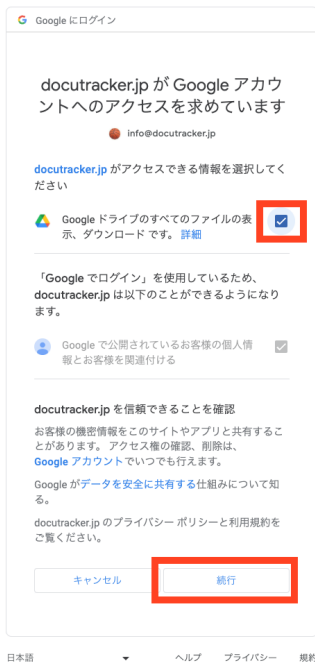 Google にログイン
docutracker.jp が Google アカウ
ントへのアクセスを求めています
info@docutracker.jp
docutracker.jp がアクセスできる情報を選択してく
ださい
Google ドライブのすべてのファイルの表
示、ダウンロード です。 詳細
「Google でログイン」を使用しているため、
docutracker.jp は以下のことができるようになり
ます。
Google で公開されているお客様の個人情
報とお客様を関連付ける
docutracker.jp を信頼できることを確認
お客様の機密情報をこのサイトやアプリと共有するこ
とがあります。 アクセス権の確認、削除は、
Google アカウントでいつでも行えます。
Google がデータを安全に共有する仕組みについて知
る。
docutracker.jp のプライバシー ポリシーと利用規約を
ご覧ください。
キャンセル 続行
日本語 ヘルプ プライバシー 規約